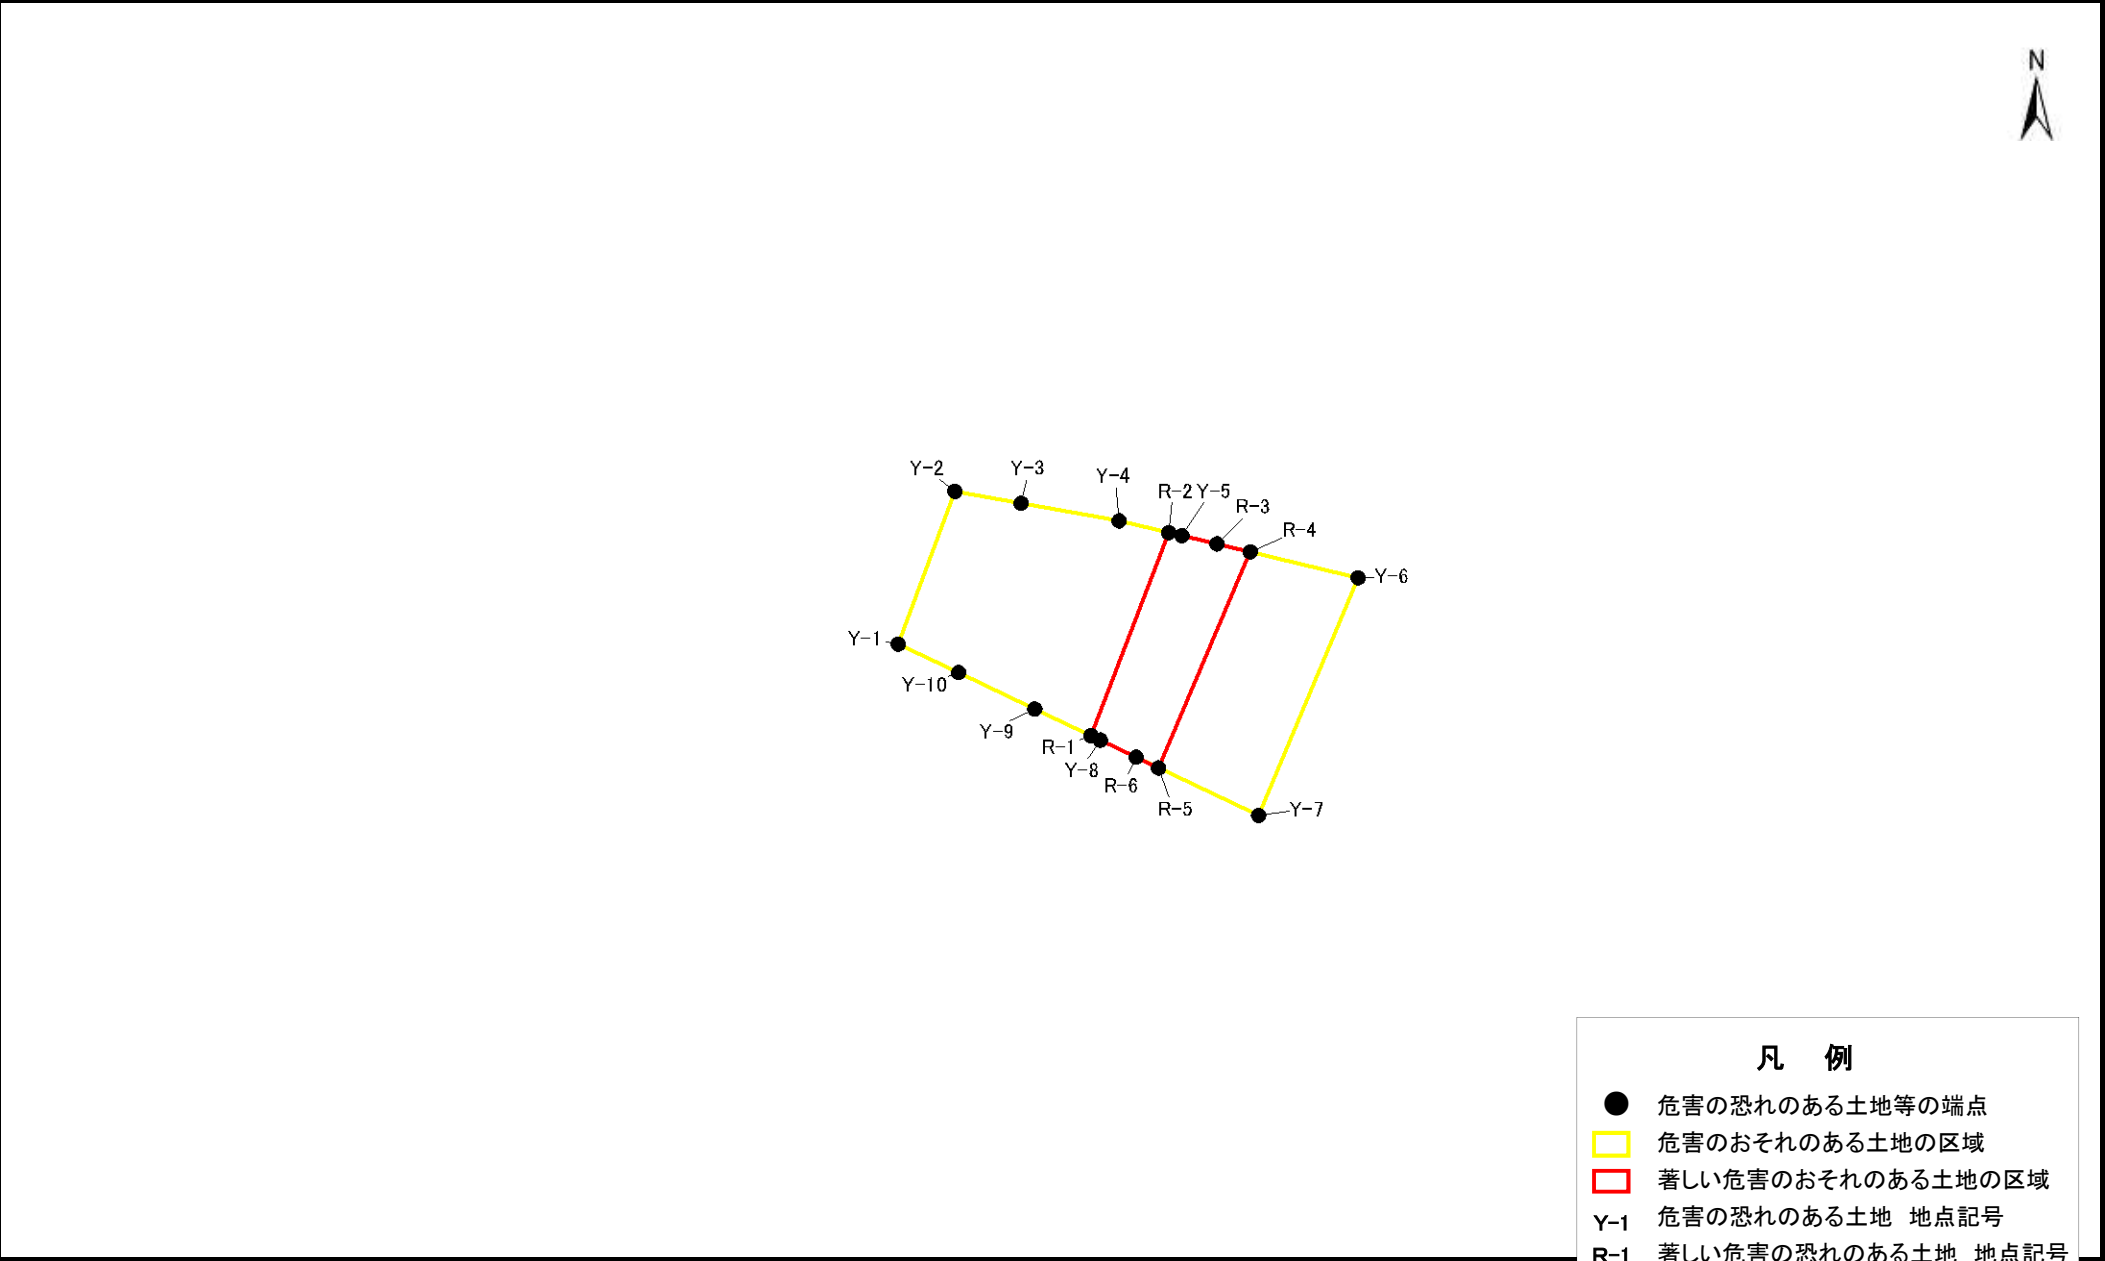 N
Y-2
Y-3
Y-4
R-2
Y-5
R-3
R-4
Y-6
Y-1
Y-10
Y-9
R-1
Y-8
R-6
R-5
Y-7
凡 例
危害の恐れのある土地等の端点
危害のおそれのある土地の区域
著しい危害のおそれのある土地の区域
Y-1 危害の恐れのある土地 地点記号
R-1 著しい危害の恐れのある土地 地点記号